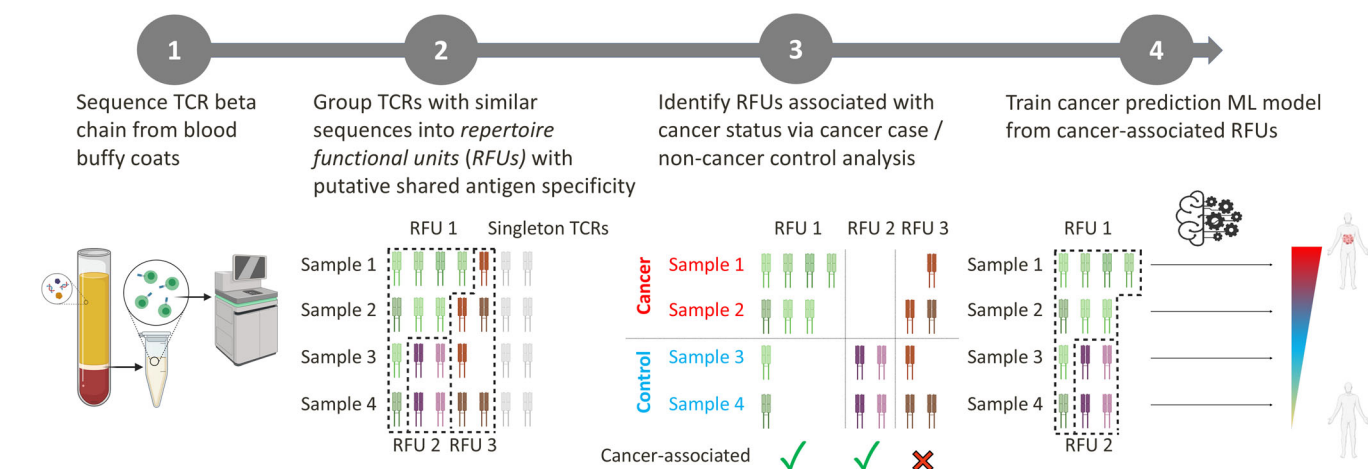 1
2
3
4
Sequence TCR beta
chain from blood
buffy coats
Group TCRs with similar
sequences into repertoire
functional units (RFUs) with
putative shared antigen specificity
Identify RFUs associated with
cancer status via cancer case /
non-cancer control analysis
Train cancer prediction ML model
from cancer-associated RFUs
RFU 1 Singleton TCRs
Sample 1
Sample 2
Sample 3
Sample 4
RFU 2 RFU 3
RFU 1 RFU 2 RFU 3
Cancer
Sample 1
Sample 2
Control
Sample 3
Sample 4
Cancer-associated
RFU 1
Sample 1
Sample 2
Sample 3
Sample 4
RFU 2